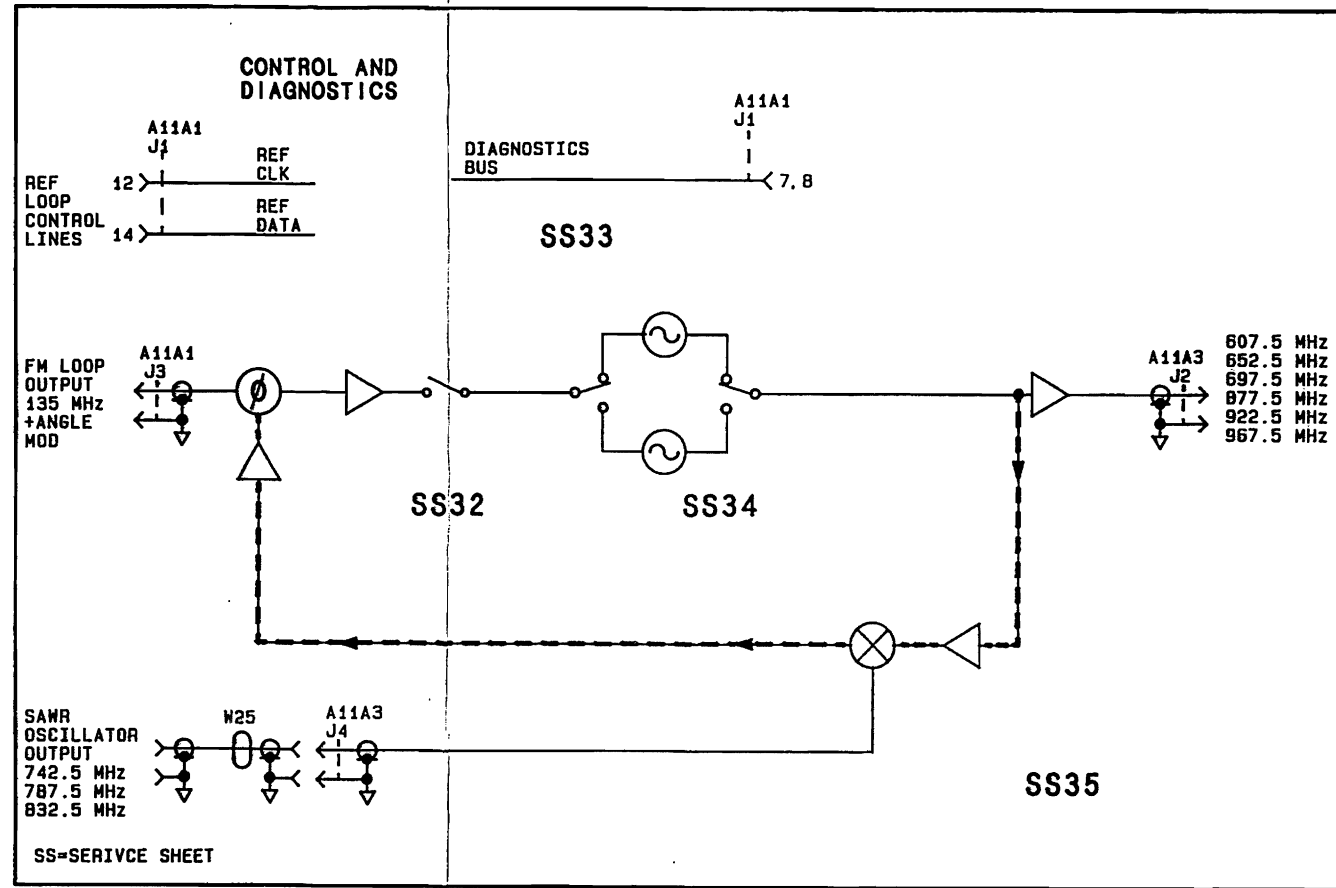 CONTROL AND
DIAGNOSTICS
A11A1
J1
REF
CLK
REF
LOOP
CONTROL
LINES
12
14
REF
DATA
DIAGNOSTICS
BUS
A11A1
J1
7,8
SS33
FM LOOP
OUTPUT
135 MHz
+ANGLE
MOD
A11A1
J3
ϕ
SS32
SS34
A11A3
J2
607.5 MHz
652.5 MHz
697.5 MHz
877.5 MHz
922.5 MHz
967.5 MHz
SAWR
OSCILLATOR
OUTPUT
742.5 MHz
787.5 MHz
832.5 MHz
W25
A11A3
J4
SS35
SS=SERIVCE SHEET